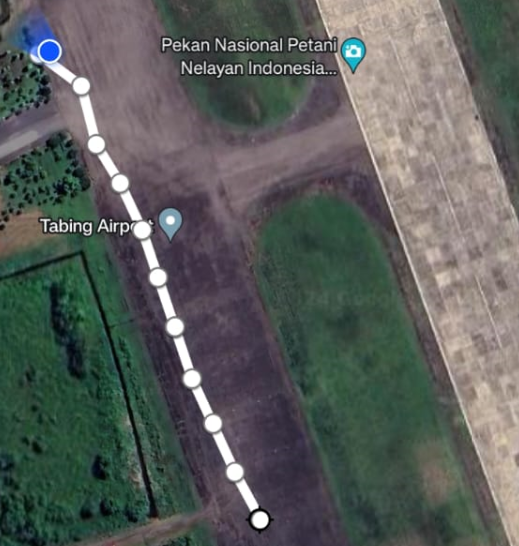 Pekan Nasional Petani
Nelayan Indonesia...
Tabing Airport